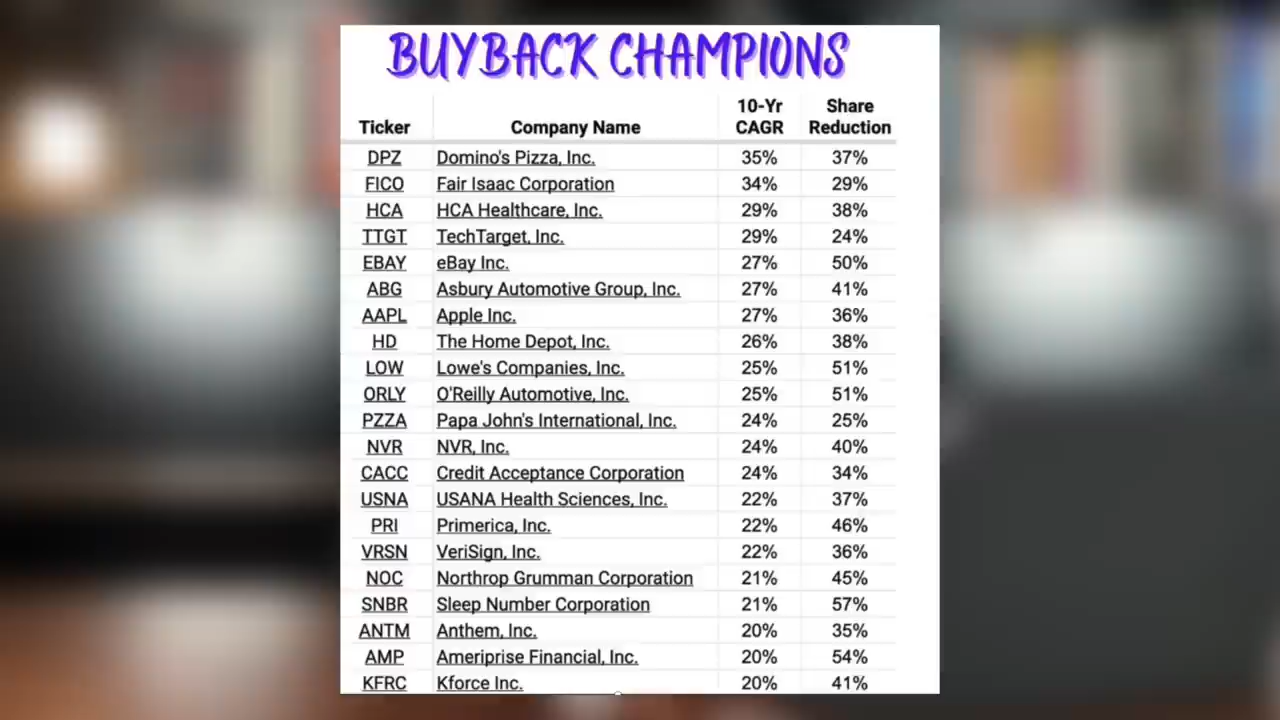 BUYBACK CHAMPIONS
Ticker Company Name 10-Yr CAGR Share Reduction
DPZ Domino's Pizza, Inc. 35% 37%
FICO Fair Isaac Corporation 34% 29%
HCA HCA Healthcare, Inc. 29% 38%
TTGT TechTarget, Inc. 29% 24%
EBAY eBay Inc. 27% 50%
ABG Asbury Automotive Group, Inc. 27% 41%
AAPL Apple Inc. 27% 36%
HD The Home Depot, Inc. 26% 38%
LOW Lowe's Companies, Inc. 25% 51%
ORLY O'Reilly Automotive, Inc. 25% 51%
PZZA Papa John's International, Inc. 24% 25%
NVR NVR, Inc. 24% 40%
CACC Credit Acceptance Corporation 24% 34%
USNA USANA Health Sciences, Inc. 22% 37%
PRI Primerica, Inc. 22% 46%
VRSN VeriSign, Inc. 22% 36%
NOC Northrop Grumman Corporation 21% 45%
SNBR Sleep Number Corporation 21% 57%
ANTM Anthem, Inc. 20% 35%
AMP Ameriprise Financial, Inc. 20% 54%
KFRC Kforce Inc. 20% 41%